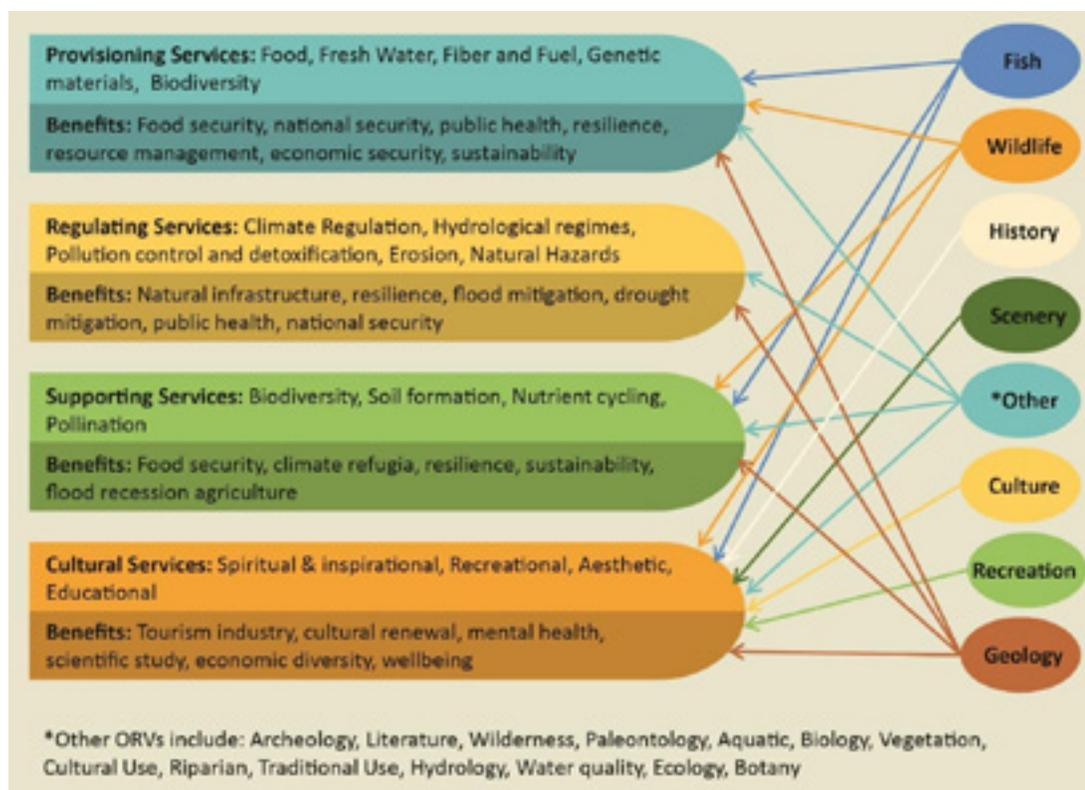 Provisioning Services: Food, Fresh Water, Fiber and Fuel, Genetic
materials, Biodiversity
Benefits: Food security, national security, public health, resilience,
resource management, economic security, sustainability
Regulating Services: Climate Regulation, Hydrological regimes,
Pollution control and detoxification, Erosion, Natural Hazards
Benefits: Natural infrastructure, resilience, flood mitigation, drought
mitigation, public health, national security
Supporting Services: Biodiversity, Soil formation, Nutrient cycling,
Pollination
Benefits: Food security, climate refugia, resilience, sustainability,
flood recession agriculture
Cultural Services: Spiritual & inspirational, Recreational, Aesthetic,
Educational
Benefits: Tourism industry, cultural renewal, mental health,
scientific study, economic diversity, wellbeing
Fish
Wildlife
History
Scenery
*Other
Culture
Recreation
Geology
*Other ORVs include: Archeology, Literature, Wilderness, Paleontology, Aquatic, Biology, Vegetation,
Cultural Use, Riparian, Traditional Use, Hydrology, Water quality, Ecology, Botany